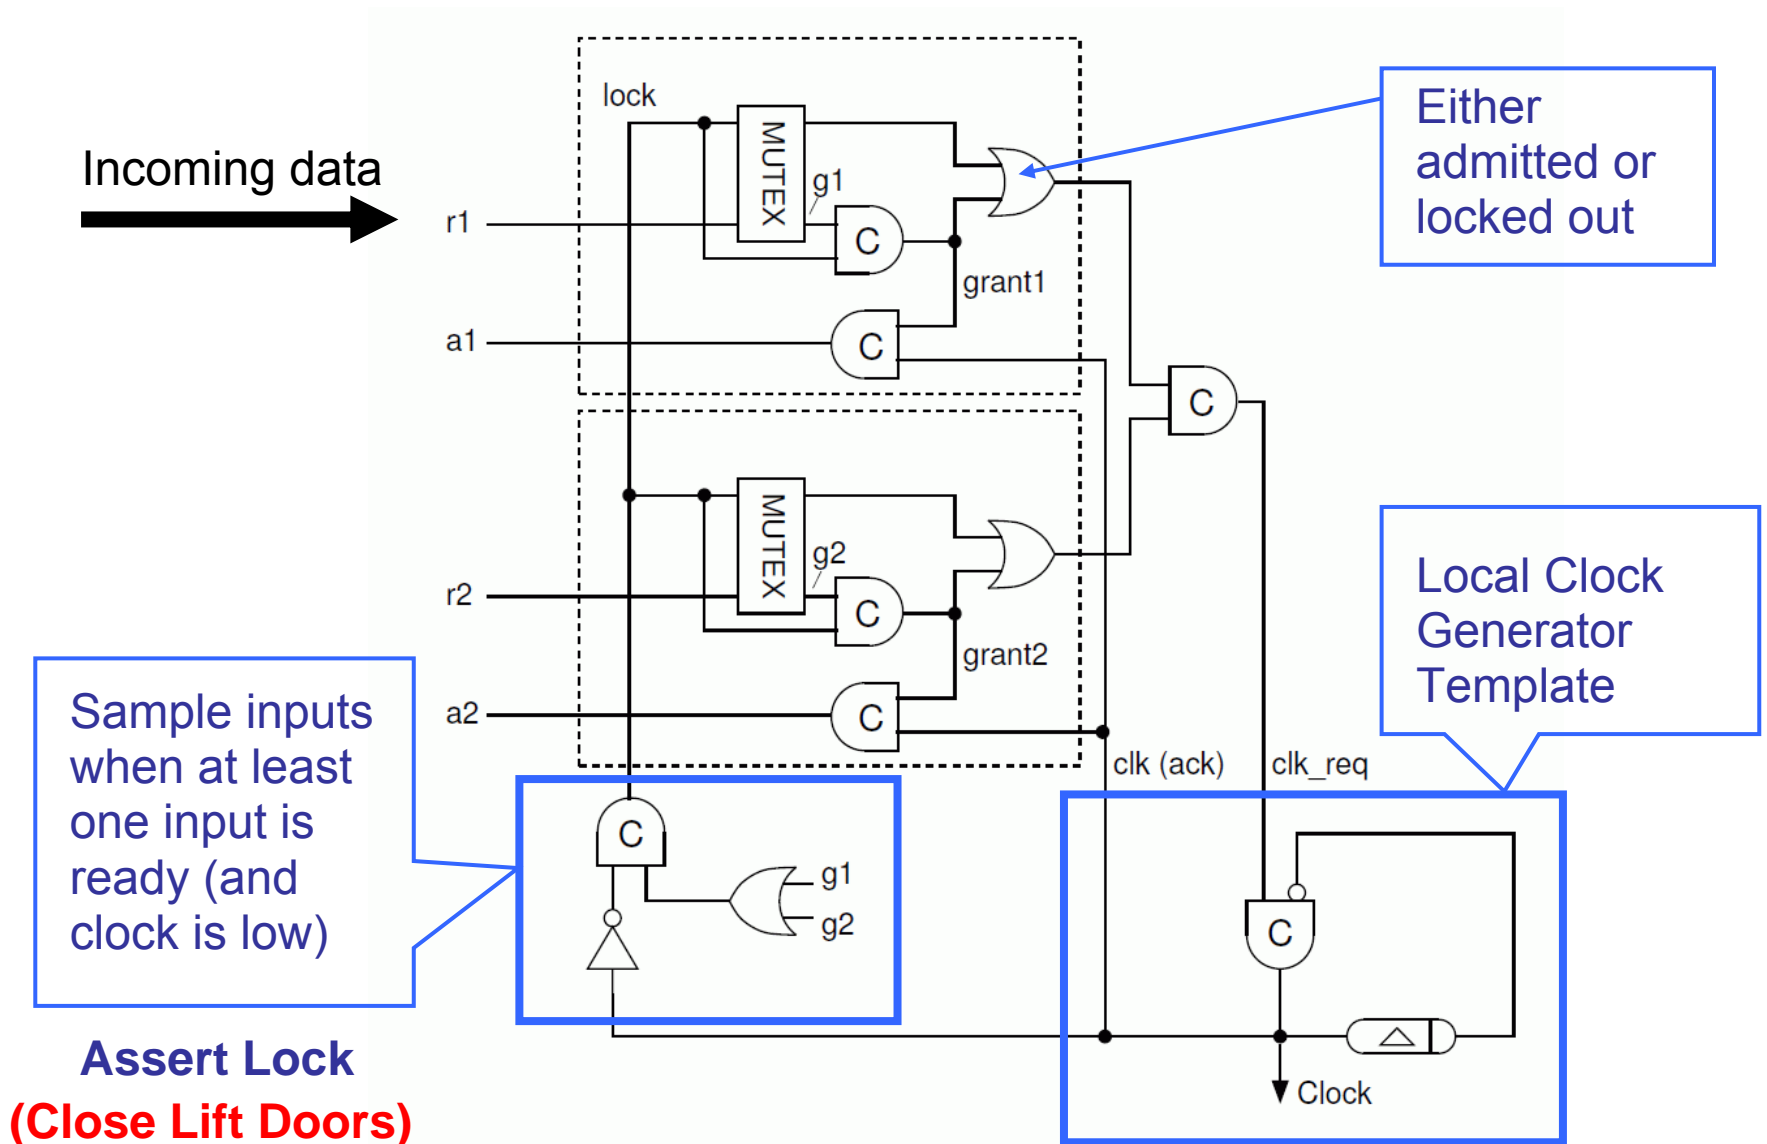 Incoming data
lock
MUTEX
g1
r1
C
grant1
a1
C
Either
admitted or
locked out
C
MUTEX
g2
r2
C
grant2
a2
C
clk (ack)
clk_req
Local Clock
Generator
Template
Sample inputs
when at least
one input is
ready (and
clock is low)
C
g1
g2
C
Clock
Assert Lock
(Close Lift Doors)